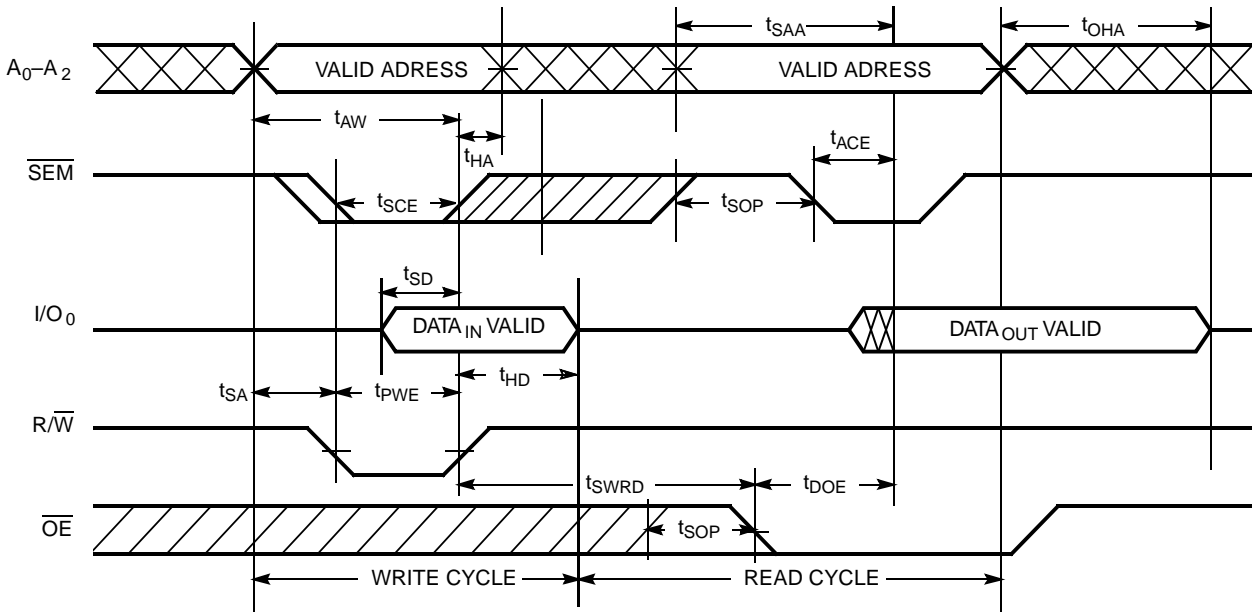 tSAA
tOHA
A0–A2
VALID ADRESS
VALID ADRESS
tAW
tHA
tACE
SEM
tSCE
tSOP
tSD
I/O0
DATAIN VALID
DATAOUT VALID
tSA
tPWE
tHD
R/W
tSWRD
tDOE
OE
tSOP
WRITE CYCLE
READ CYCLE